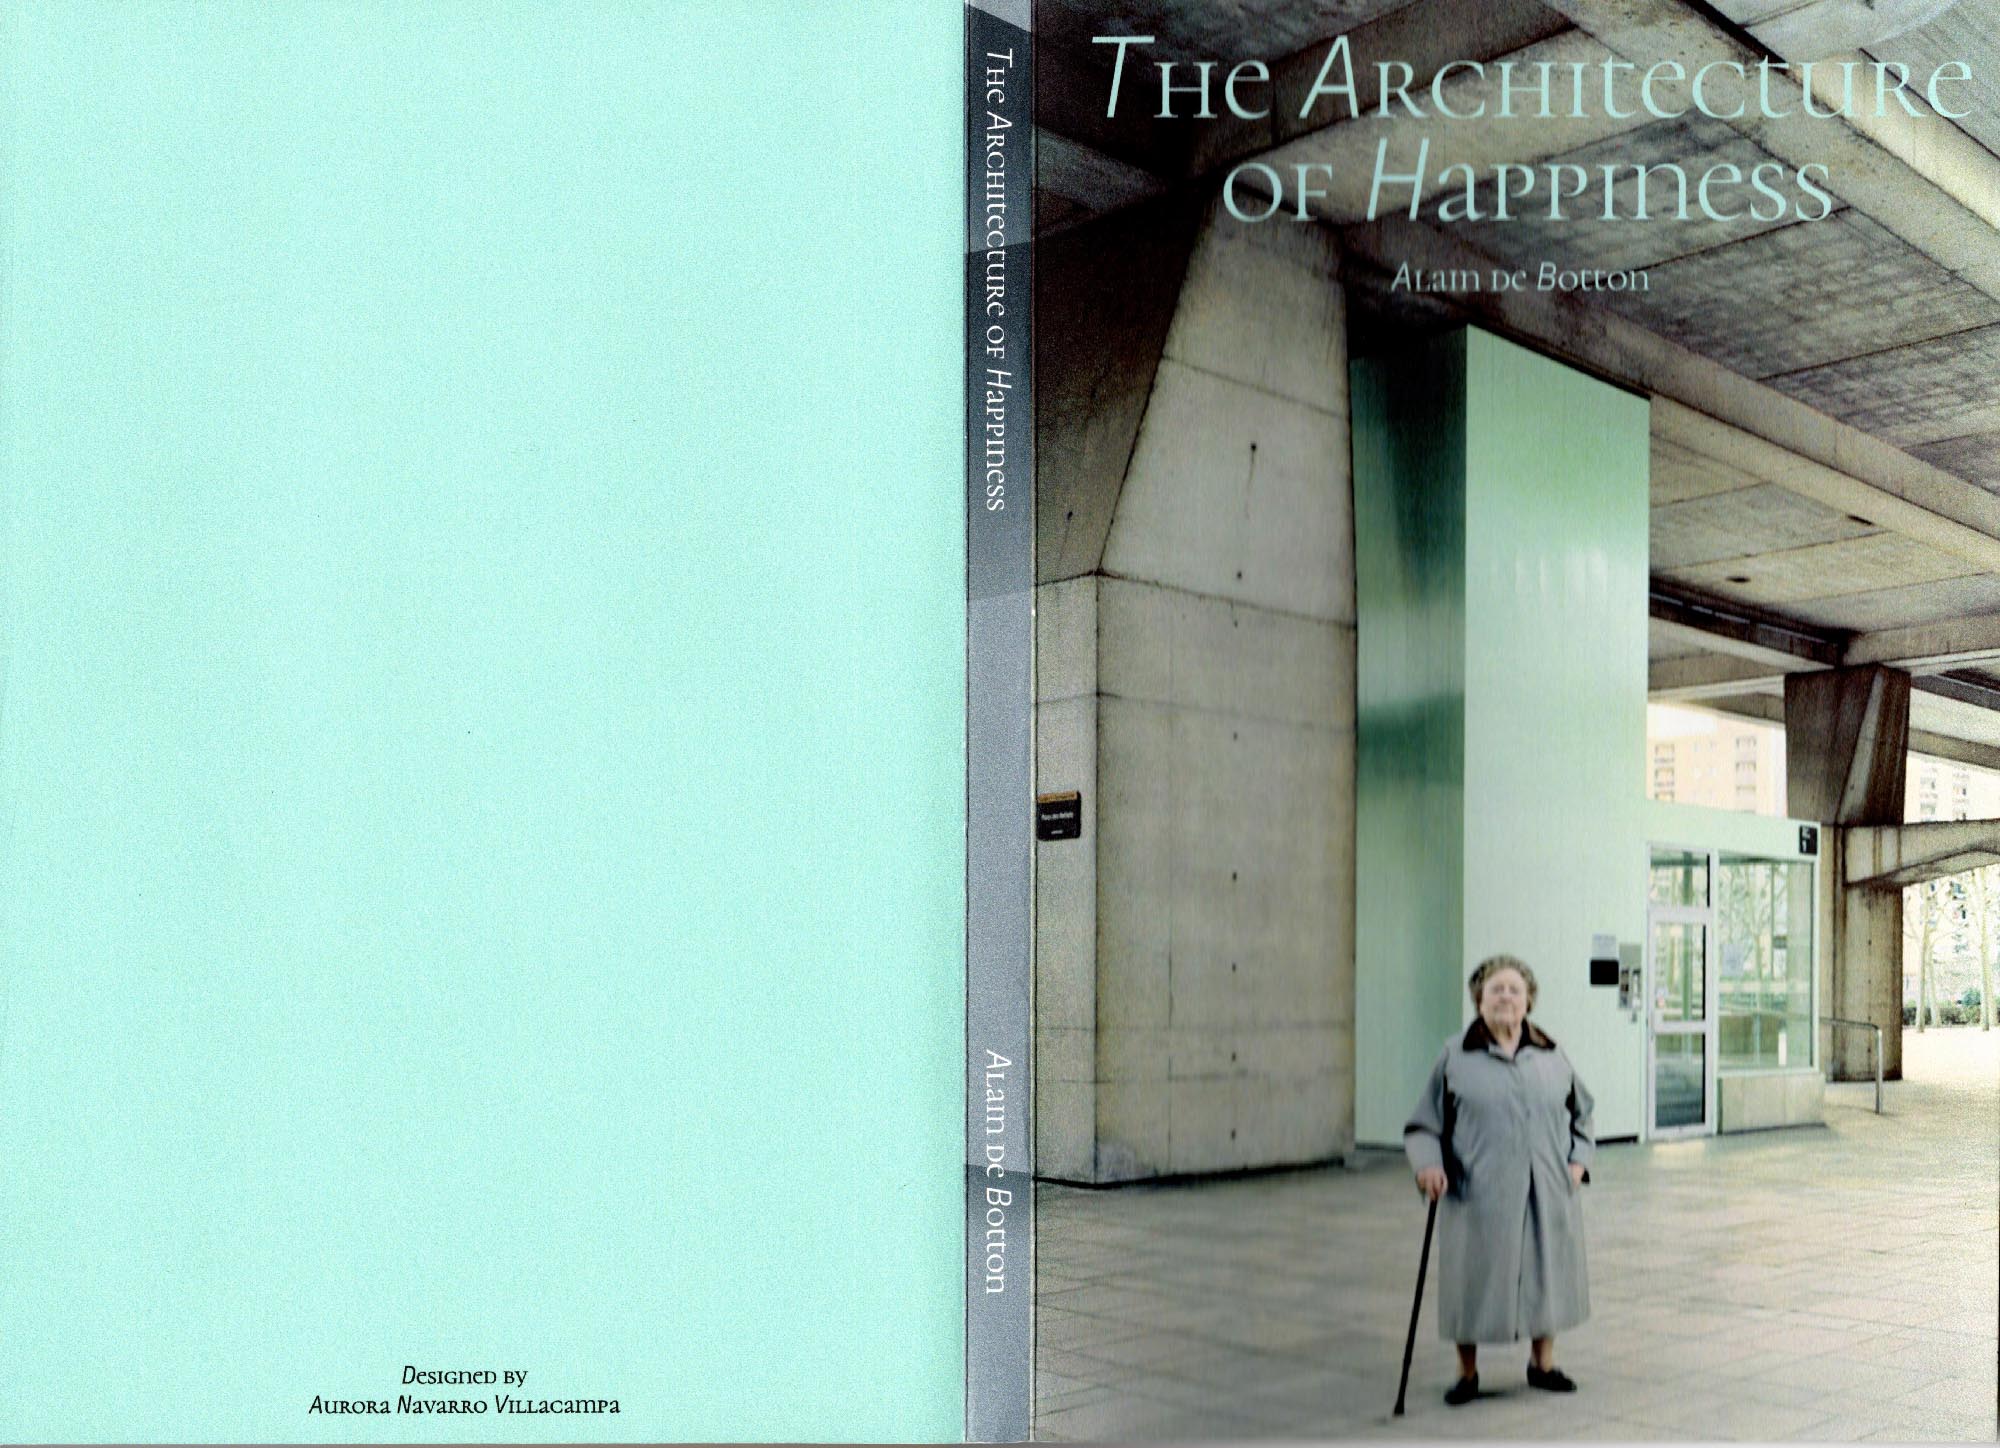 The Architecture
of Happiness
Alain de Botton
The Architecture of Happiness
Alain de Botton
Designed by
Aurora Navarro Villacampa